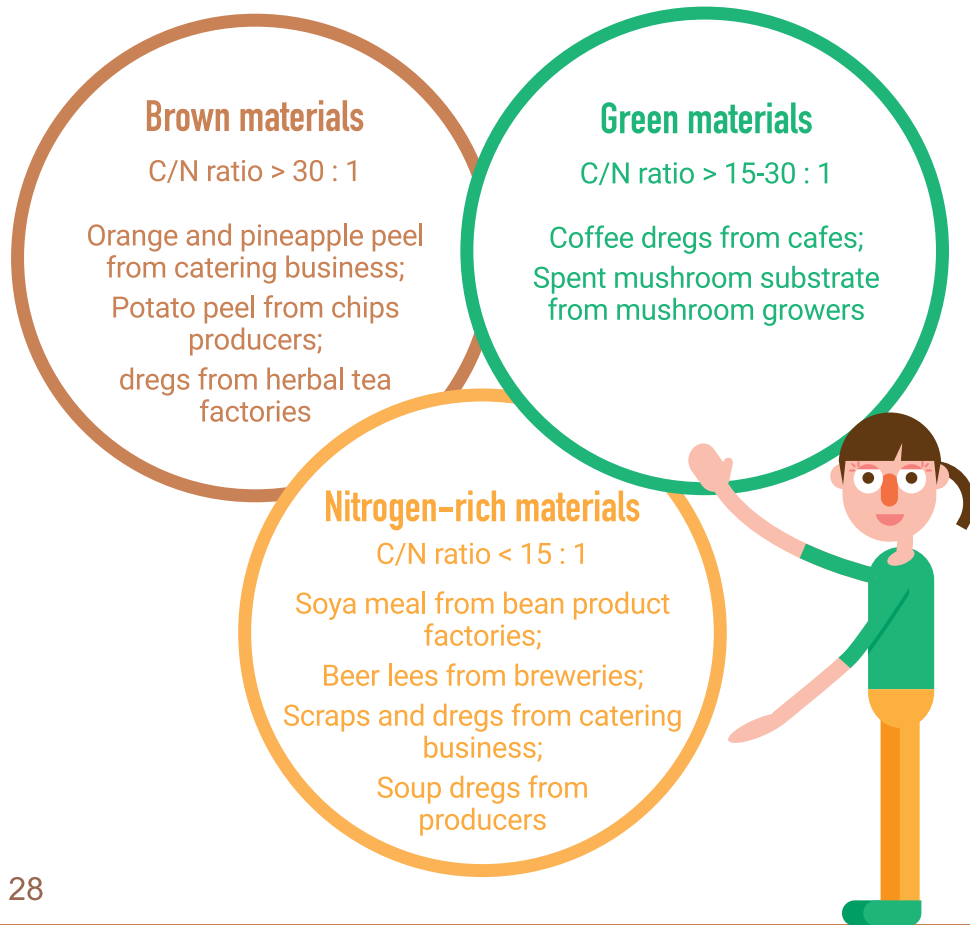 Brown materials
C/N ratio > 30 : 1
Orange and pineapple peel
from catering business;
Potato peel from chips
producers;
dregs from herbal tea
factories
Green materials
C/N ratio > 15-30 : 1
Coffee dregs from cafes;
Spent mushroom substrate
from mushroom growers
Nitrogen-rich materials
C/N ratio < 15 : 1
Soya meal from bean product
factories;
Beer lees from breweries;
Scraps and dregs from catering
business;
Soup dregs from
producers
28